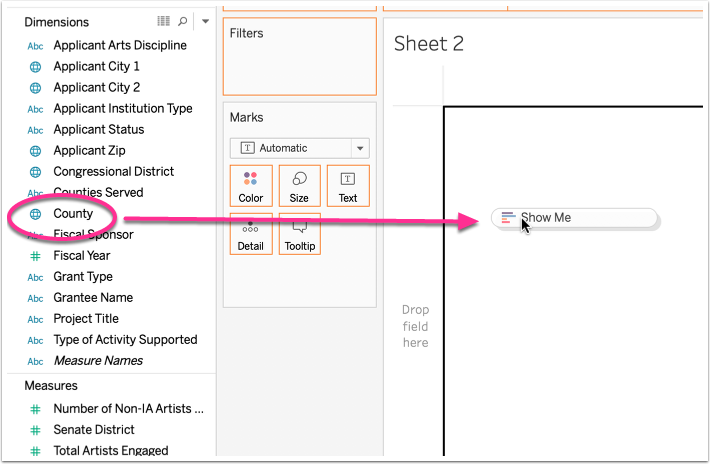 Dimensions
Abc Applicant Arts Discipline
Applicant City 1
Applicant City 2
Abc Applicant Institution Type
Abc Applicant Status
Applicant Zip
Congressional District
Abc Counties Served
County
Abc Fiscal Sponsor
# Fiscal Year
Abc Grant Type
Abc Grantee Name
Abc Project Title
Abc Type of Activity Supported
Abc Measure Names
Measures
# Number of Non-IA Artists ...
# Senate District
# Total Artists Engaged
Filters
Marks
T Automatic
Color Size T Text
Detail Tooltip
Sheet 2
Show Me
Drop
field
here